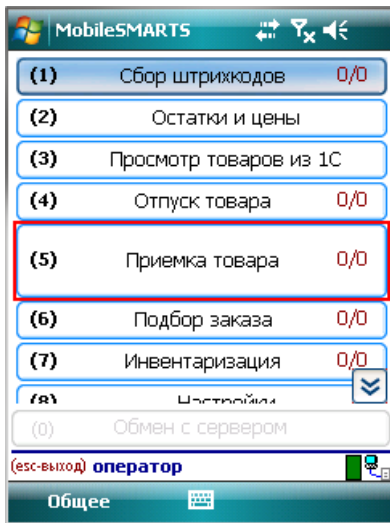 MobileSMARTS
(1) Сбор штрихкодов 0/0
(2) Остатки и цены
(3) Просмотр товаров из 1С
(4) Отпуск товара 0/0
(5) Приемка товара 0/0
(6) Подбор заказа 0/0
(7) Инвентаризация 0/0
(8) Настройки
(0) Обмен с сервером
(esc-выход) оператор
Общее